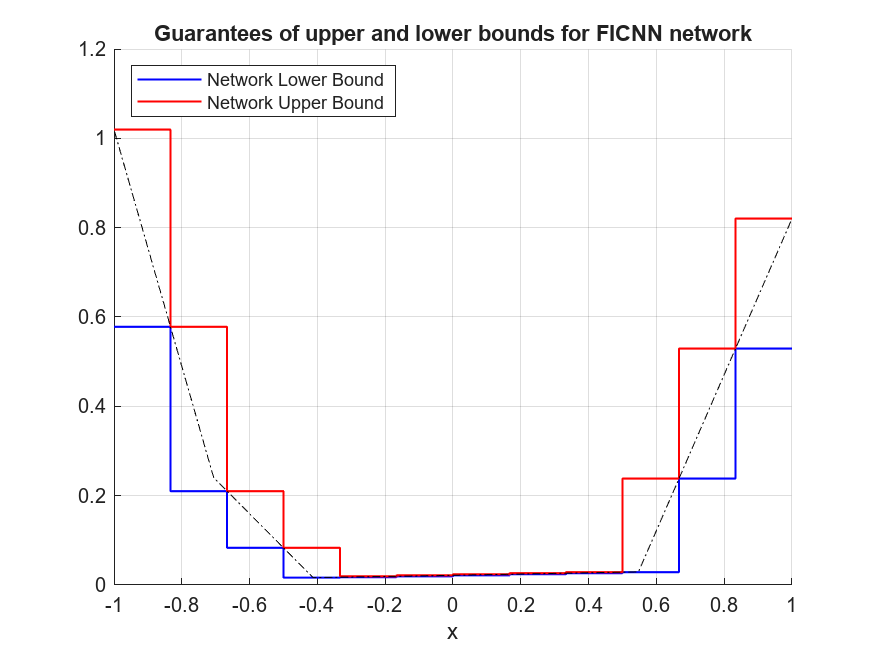 Guarantees of upper and lower bounds for FICNN network
Network Lower Bound
Network Upper Bound
1.2
1
0.8
0.6
0.4
0.2
0
-1 -0.8 -0.6 -0.4 -0.2 0 0.2 0.4 0.6 0.8 1
x